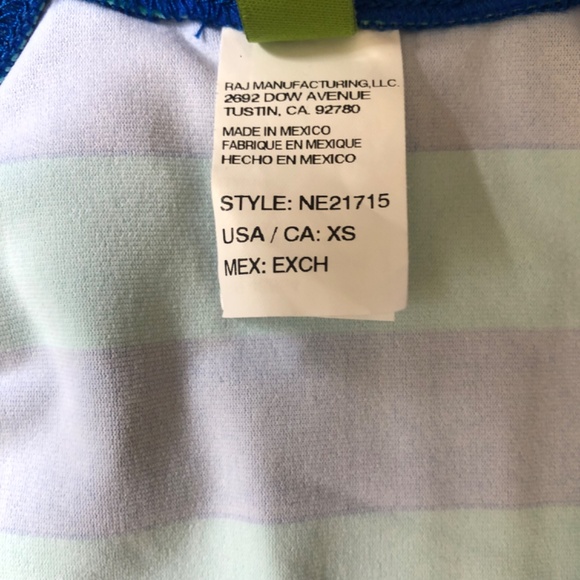 RAJ MANUFACTURING,LLC.
2692 DOW AVENUE
TUSTIN, CA. 92780
MADE IN MEXICO
FABRIQUE EN MEXIQUE
HECHO EN MEXICO
STYLE: NE21715
USA / CA: XS
MEX: EXCH